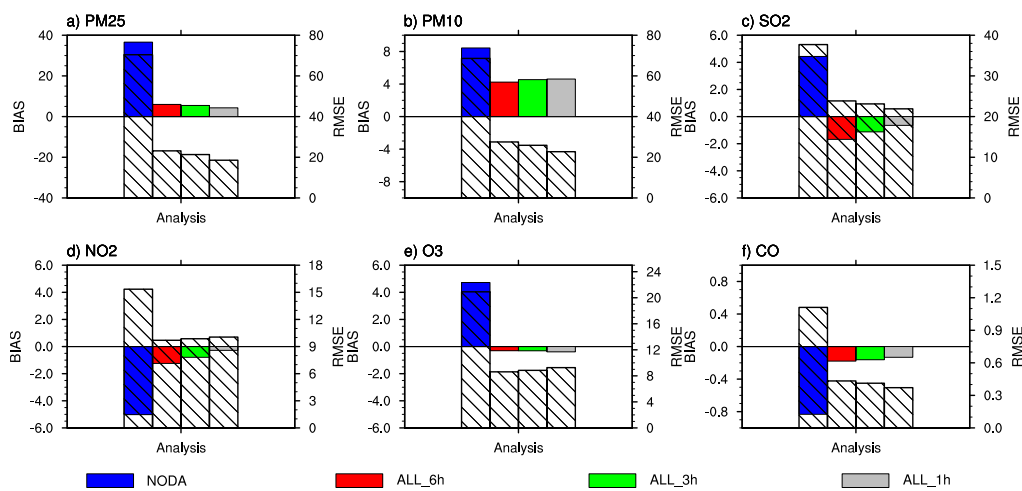 a) PM25
b) PM10
c) SO2
40
20
0
-20
-40
BIAS
80
60
40
20
0
RMSE
Analysis
8
4
0
-4
-8
BIAS
80
60
40
20
0
RMSE
Analysis
6.0
4.0
2.0
0.0
-2.0
-4.0
-6.0
BIAS
40
30
20
10
0
RMSE
Analysis
d) NO2
e) O3
f) CO
6.0
4.0
2.0
0.0
-2.0
-4.0
-6.0
BIAS
18
15
12
9
6
3
0
RMSE
Analysis
6.0
4.0
2.0
0.0
-2.0
-4.0
-6.0
BIAS
24
20
16
12
8
4
0
RMSE
Analysis
0.8
0.4
0.0
-0.4
-0.8
BIAS
1.5
1.2
0.9
0.6
0.3
0.0
RMSE
Analysis
NODA
ALL_6h
ALL_3h
ALL_1h